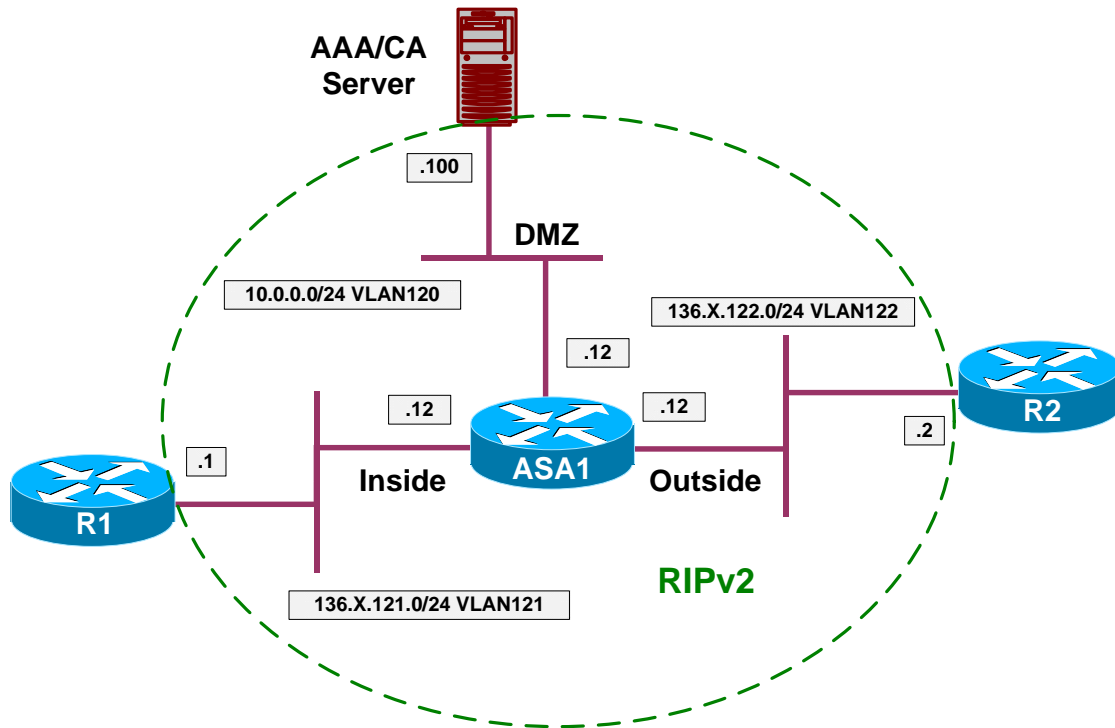 AAA/CA
Server
.100
DMZ
10.0.0.0/24 VLAN120
136.X.122.0/24 VLAN122
.12
.12
.12
R2
.2
.1
Inside
ASA1
Outside
R1
RIPv2
136.X.121.0/24 VLAN121